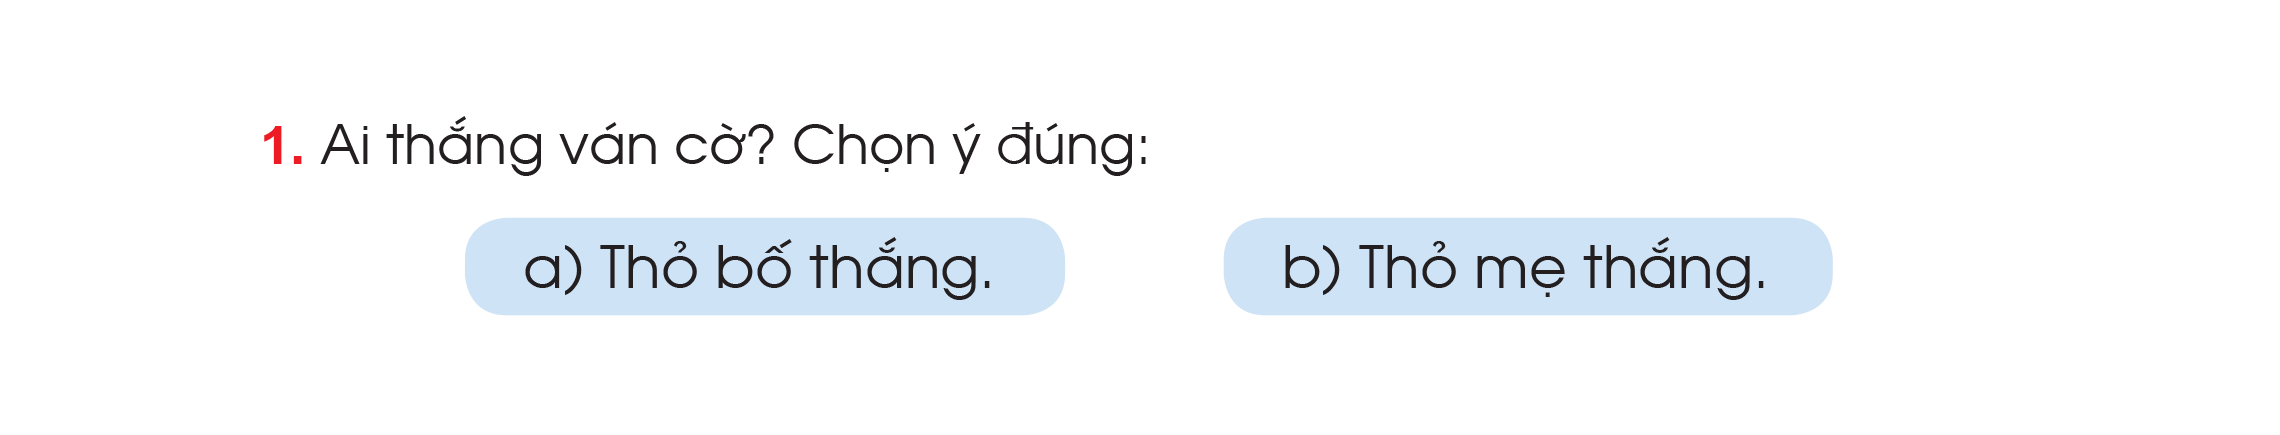 1. Ai thắng ván cờ? Chọn ý đúng:
a) Thỏ bố thắng. b) Thỏ mẹ thắng.